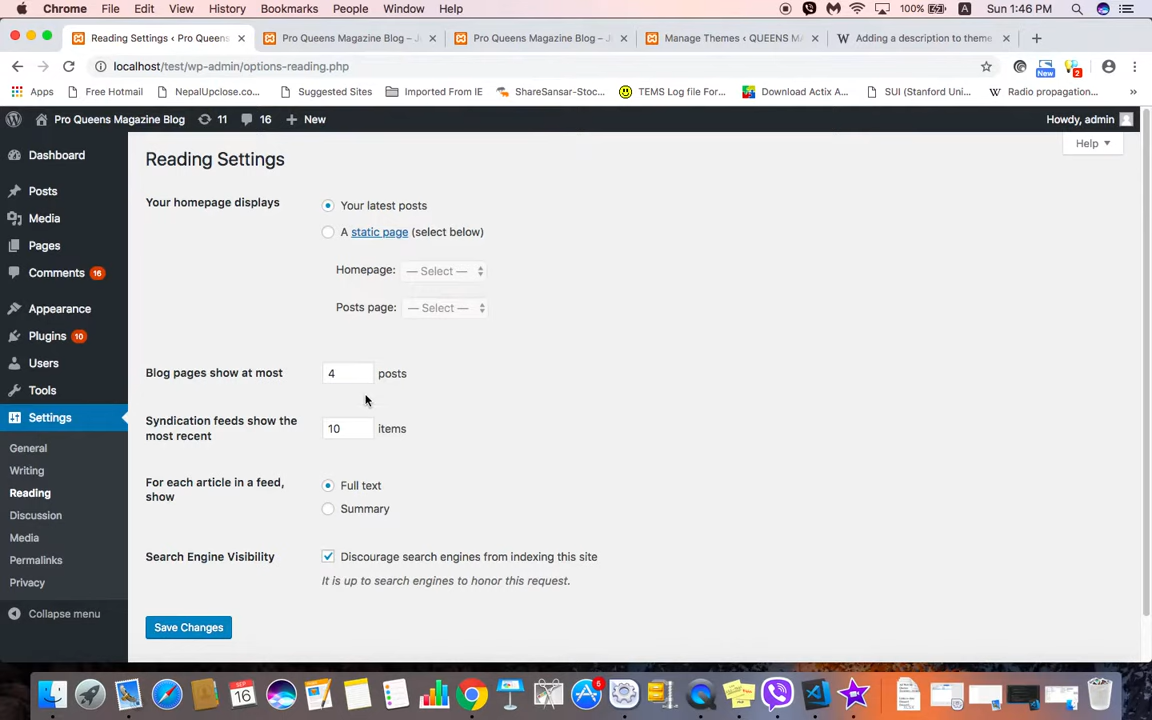 Chrome File Edit View History Bookmarks People Window Help 100% A Sun 1:46 PM
Reading Settings ‹ Pro Queens Pro Queens Magazine Blog – Ji Pro Queens Magazine Blog – J Manage Themes ‹ QUEENS MA W Adding a description to theme
localhost/test/wp-admin/options-reading.php New 2
Apps Free Hotmail NepalUpclose.co... Suggested Sites Imported From IE ShareSansar-Stoc... TEMS Log file For... Download Actix A... SUI (Stanford Uni... Radio propagation... »
Pro Queens Magazine Blog 11 16 + New Howdy, admin
Help ▼
Dashboard
Posts
Media
Pages
Comments 16
Appearance
Plugins 10
Users
Tools
Settings
General
Writing
Reading
Discussion
Media
Permalinks
Privacy
Collapse menu
Reading Settings
Your homepage displays
Your latest posts
A static page (select below)
Homepage: — Select —
Posts page: — Select —
Blog pages show at most 4 posts
Syndication feeds show the most recent 10 items
For each article in a feed, show
Full text
Summary
Search Engine Visibility Discourage search engines from indexing this site
It is up to search engines to honor this request.
Save Changes
SEP
16
6